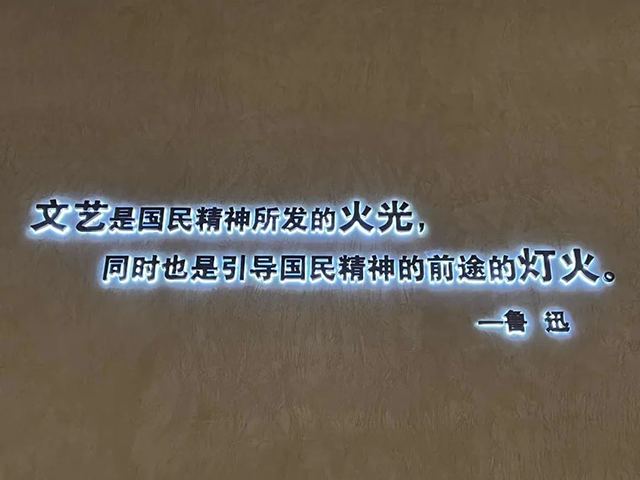 文艺是国民精神所发的火光，
同时也是引导国民精神的前途的灯火。
—鲁 迅